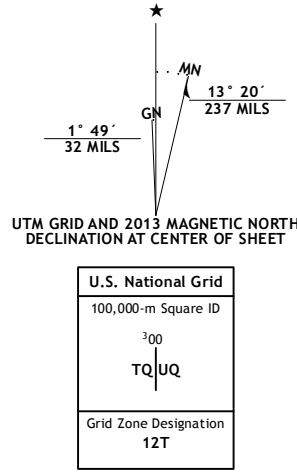 ★
MN
GN
13° 20´
237 MILS
1° 49´
32 MILS
UTM GRID AND 2013 MAGNETIC NORTH
DECLINATION AT CENTER OF SHEET
U.S. National Grid
100,000-m Square ID
³00
TQ UQ
Grid Zone Designation
12T